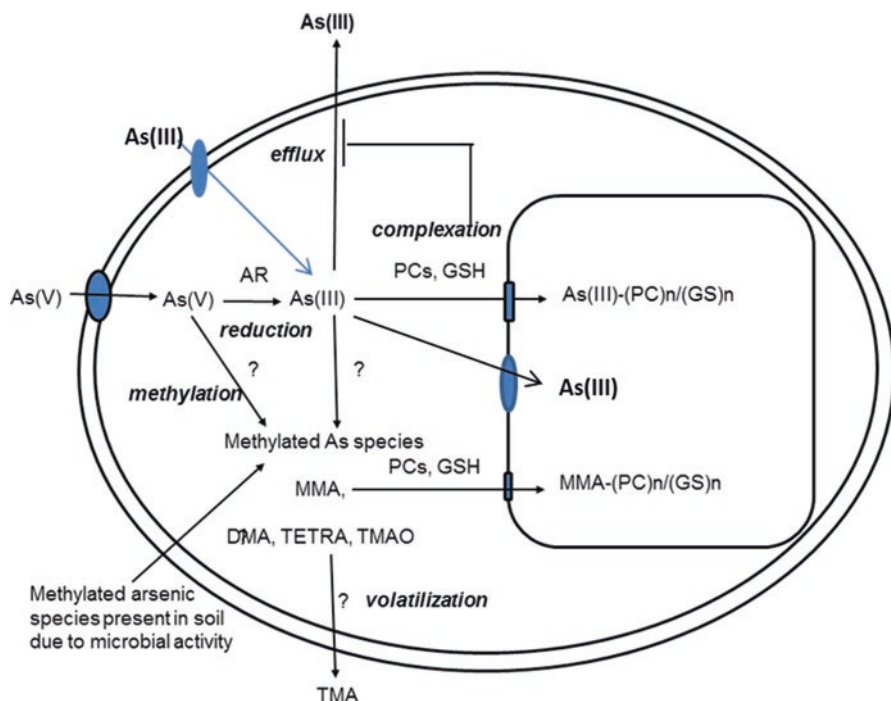 As(III)
As(III)
efflux
complexation
AR
PCs, GSH
As(V)
As(V)
As(III)
As(III)-(PC)n/(GS)n
reduction
?
?
methylation
As(III)
Methylated As species
PCs, GSH
MMA,
MMA-(PC)n/(GS)n
?
DMA, TETRA, TMAO
Methylated arsenic
species present in soil
due to microbial activity
?
volatilization
TMA